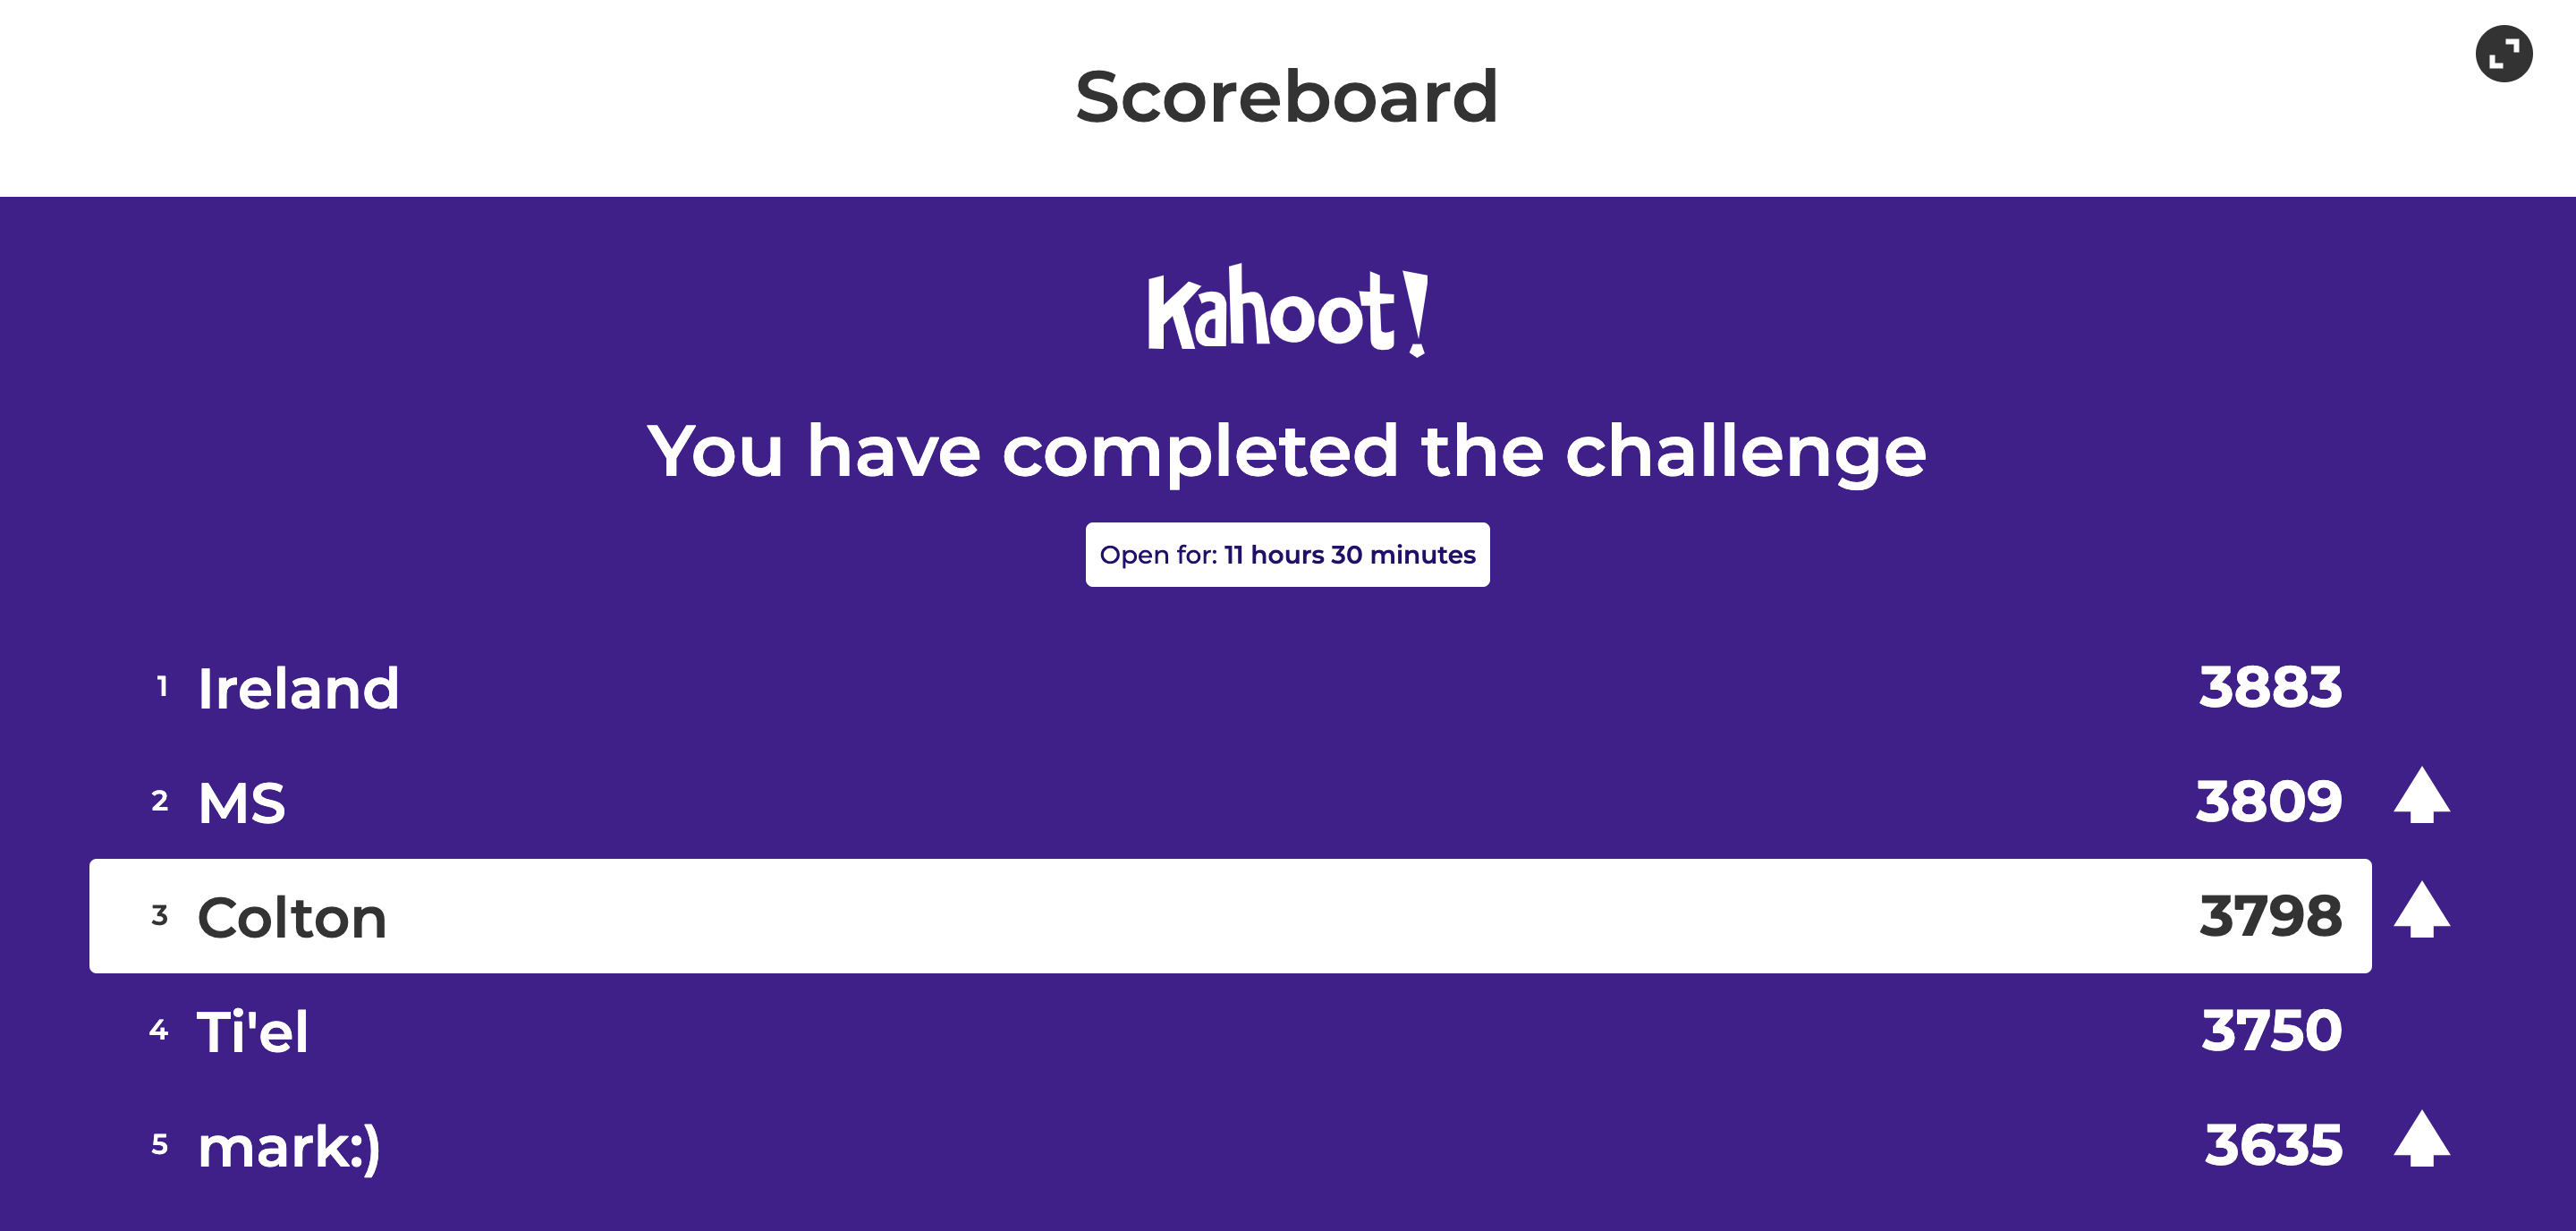 Scoreboard
Kahoot!
You have completed the challenge
Open for: 11 hours 30 minutes
1 Ireland 3883
2 MS 3809
3 Colton 3798
4 Ti'el 3750
5 mark:) 3635